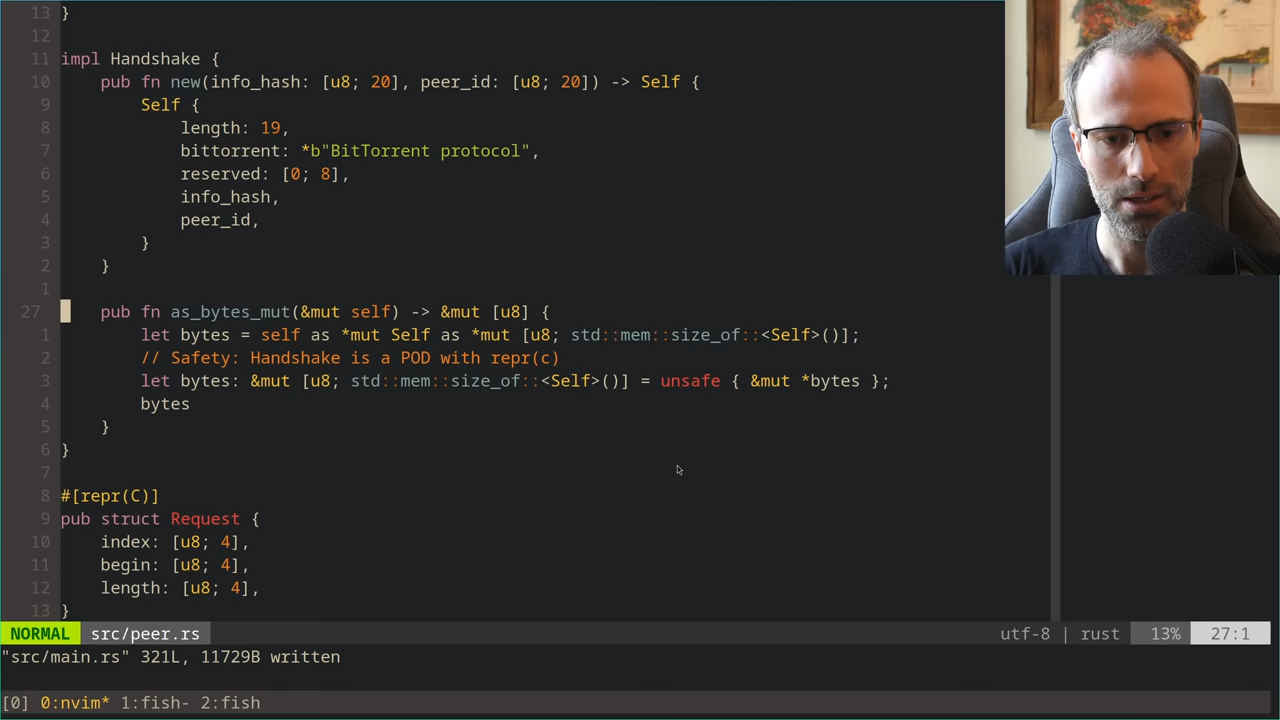 13 }
12
11 impl Handshake {
10     pub fn new(info_hash: [u8; 20], peer_id: [u8; 20]) -> Self {
9         Self {
8             length: 19,
7             bittorrent: *b"BitTorrent protocol",
6             reserved: [0; 8],
5             info_hash,
4             peer_id,
3         }
2     }
1
27     pub fn as_bytes_mut(&mut self) -> &mut [u8] {
1         let bytes = self as *mut Self as *mut [u8; std::mem::size_of::<Self>()];
2         // Safety: Handshake is a POD with repr(c)
3         let bytes: &mut [u8; std::mem::size_of::<Self>()] = unsafe { &mut *bytes };
4         bytes
5     }
6 }
7
8 #[repr(C)]
9 pub struct Request {
10     index: [u8; 4],
11     begin: [u8; 4],
12     length: [u8; 4],
13 }
NORMAL src/peer.rs utf-8 | rust 13% 27:1
"src/main.rs" 321L, 11729B written
[0] 0:nvim* 1:fish- 2:fish